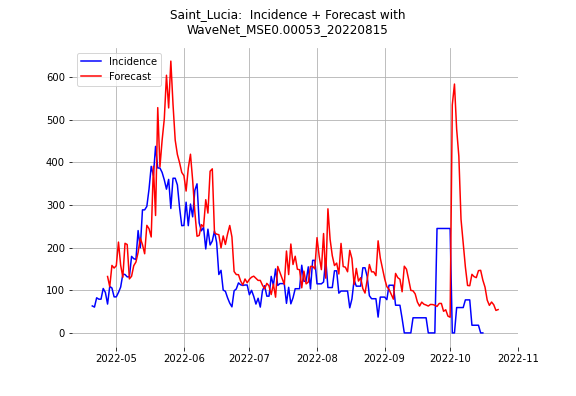 Saint_Lucia:  Incidence + Forecast with
WaveNet_MSE0.00053_20220815
Incidence
Forecast
600
500
400
300
200
100
0
2022-05 2022-06 2022-07 2022-08 2022-09 2022-10 2022-11